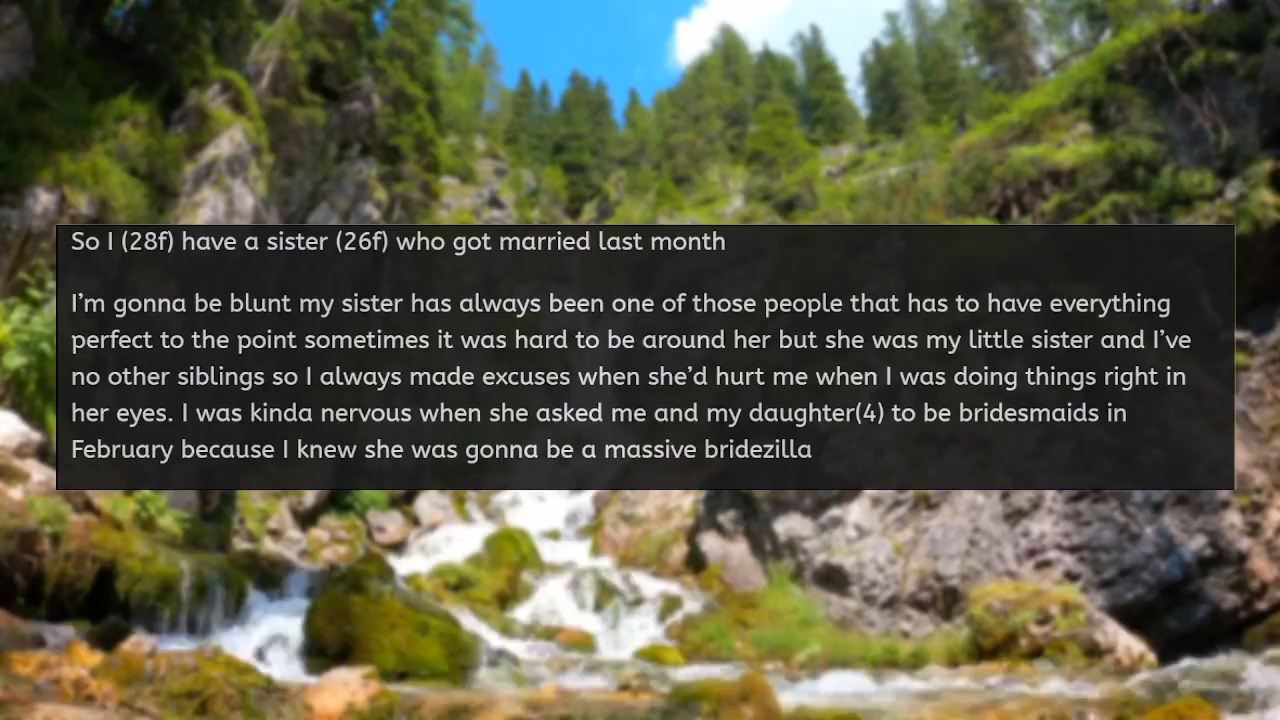 So I (28f) have a sister (26f) who got married last month
I’m gonna be blunt my sister has always been one of those people that has to have everything
perfect to the point sometimes it was hard to be around her but she was my little sister and I’ve
no other siblings so I always made excuses when she’d hurt me when I was doing things right in
her eyes. I was kinda nervous when she asked me and my daughter(4) to be bridesmaids in
February because I knew she was gonna be a massive bridezilla